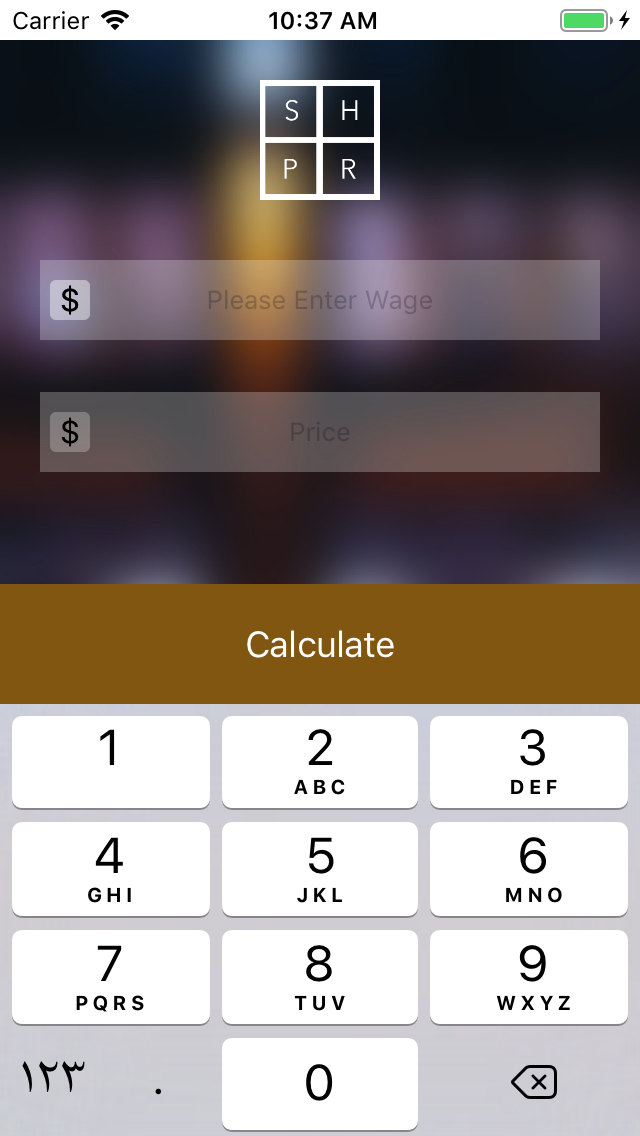 Carrier 10:37 AM
S H
P R
$ Please Enter Wage
$ Price
Calculate
1 2 3
ABC DEF
4 5 6
GHI JKL MNO
7 8 9
PQRS TUV WXYZ
١٢٣ . 0